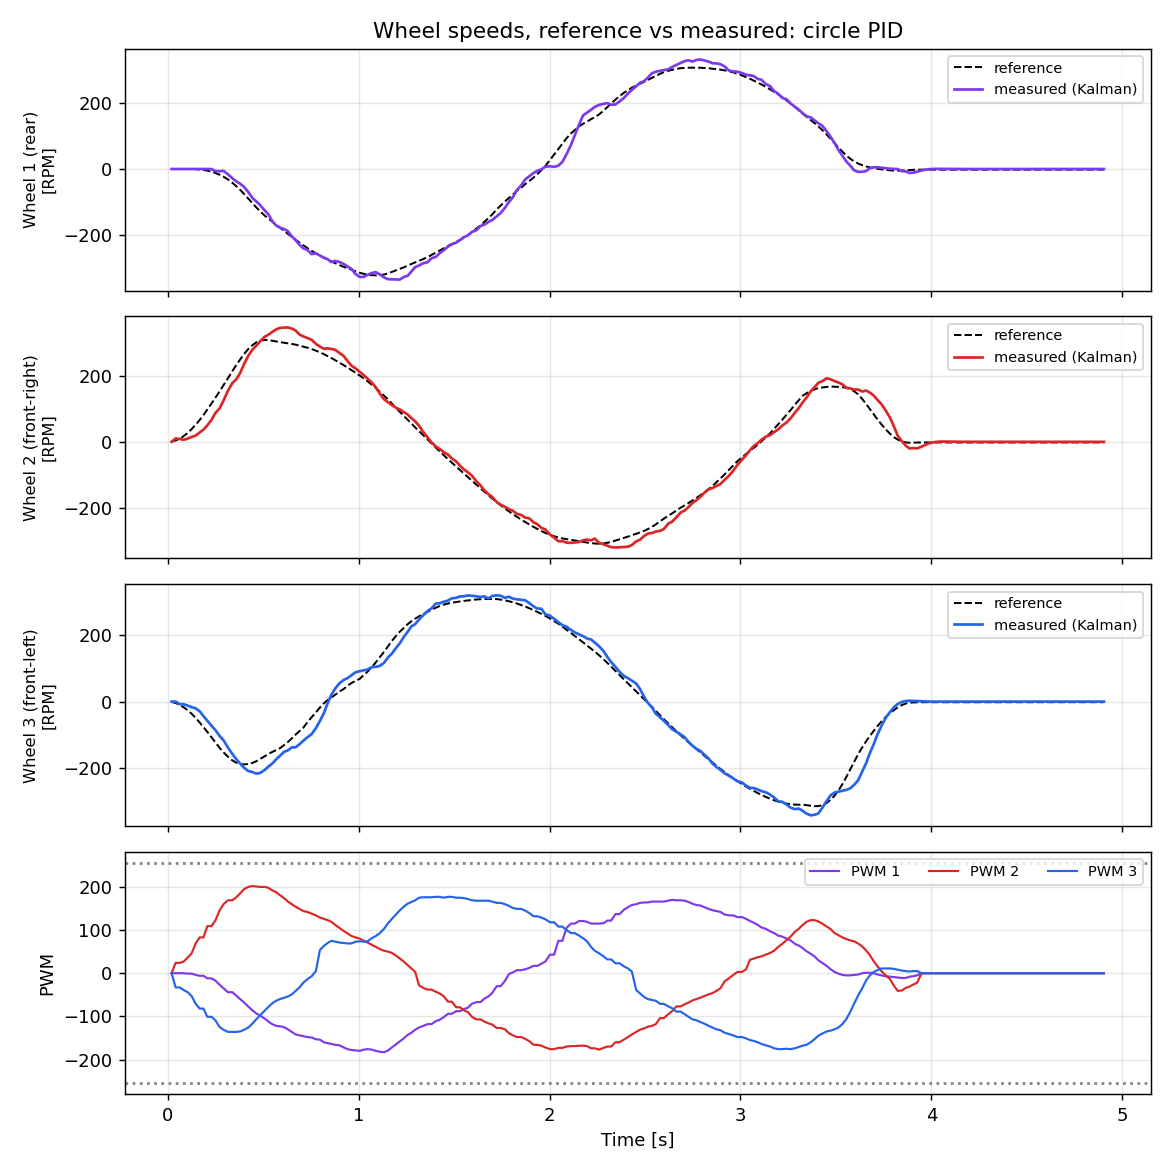 Wheel speeds, reference vs measured: circle PID
Wheel 1 (rear)
[RPM]
200
0
−200
reference
measured (Kalman)
Wheel 2 (front-right)
[RPM]
200
0
−200
reference
measured (Kalman)
Wheel 3 (front-left)
[RPM]
200
0
−200
reference
measured (Kalman)
PWM
200
100
0
−100
−200
PWM 1 PWM 2 PWM 3
0 1 2 3 4 5
Time [s]